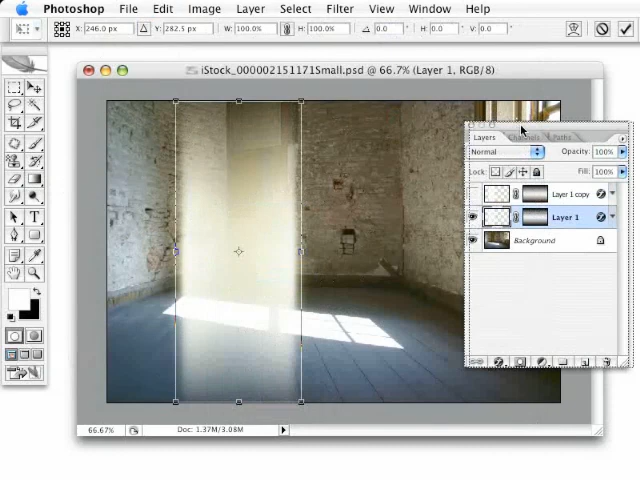 Photoshop File Edit Image Layer Select Filter View Window Help
X: 246.0 px Y: 282.5 px W: 100.0% H: 100.0% 0.0 H: 0.0 V: 0.0
iStock_000002151171Small.psd @ 66.7% (Layer 1, RGB/8)
Layers Channels Paths
Normal Opacity: 100%
Lock: Fill: 100%
Layer 1 copy
Layer 1
Background
66.67% Doc: 1.37M/3.08M